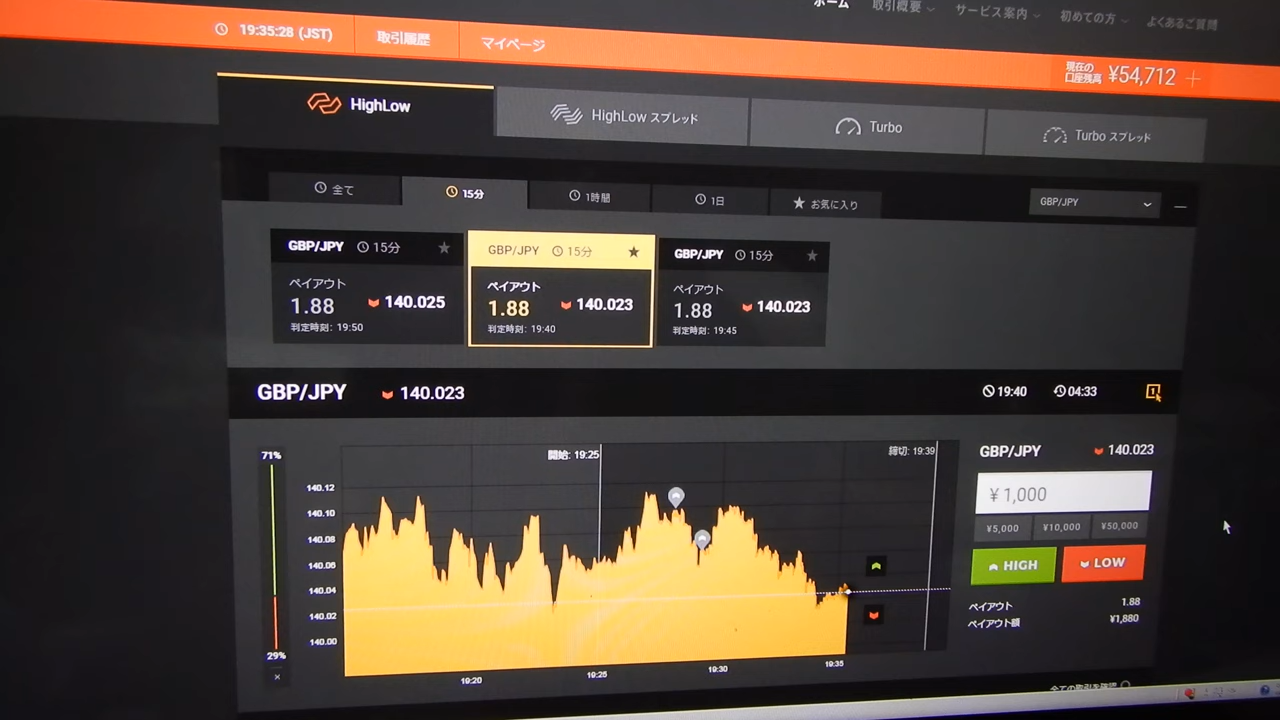 ホーム 取引概要 サービス案内 初めての方 よくあるご質問
19:35:28 (JST) 取引履歴 マイページ
現在の口座残高 ¥54,712 +
HighLow
HighLow スプレッド
Turbo
Turbo スプレッド
全て 15分 1時間 1日 お気に入り
GBP/JPY
GBP/JPY 15分
ペイアウト
1.88 140.025
判定時刻: 19:50
GBP/JPY 15分
ペイアウト
1.88 140.023
判定時刻: 19:40
GBP/JPY 15分
ペイアウト
1.88 140.023
判定時刻: 19:45
GBP/JPY 140.023
19:40 04:33
71%
29%
×
開始: 19:25
締切: 19:39
140.12
140.10
140.08
140.06
140.04
140.02
140.00
19:20 19:25 19:30 19:35
GBP/JPY 140.023
¥ 1,000
¥5,000 ¥10,000 ¥50,000
HIGH LOW
ペイアウト 1.88
ペイアウト額 ¥1,880
全ての取引を確認